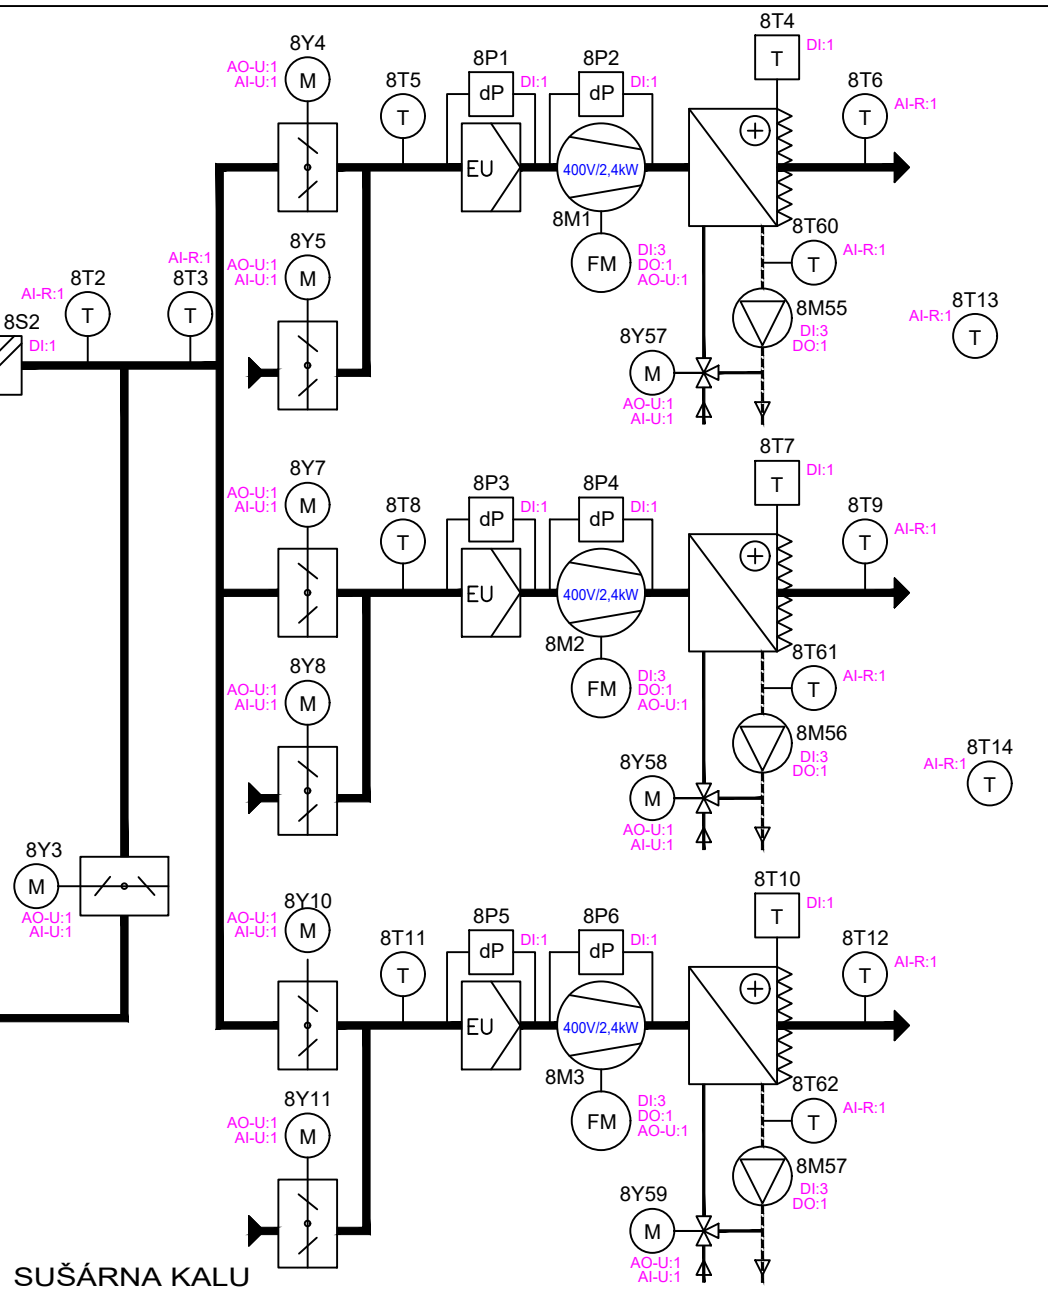 8Y4
AO-U:1
AI-U:1
M
8T5
T
8P1
dP
DI:1
8P2
dP
DI:1
8T4
T
DI:1
8T6
T
AI-R:1
EU
400V/2,4kW
8M1
FM
DI:3
DO:1
AO-U:1
8T60
T
AI-R:1
8Y5
AO-U:1
AI-U:1
M
8T2
AI-R:1
T
8T3
AI-R:1
T
8S2
DI:1
8M55
DI:3
DO:1
8Y57
M
AO-U:1
AI-U:1
8T13
AI-R:1
T
8Y7
AO-U:1
AI-U:1
M
8T8
T
8P3
dP
DI:1
8P4
dP
DI:1
8T7
T
DI:1
8T9
T
AI-R:1
EU
400V/2,4kW
8M2
FM
DI:3
DO:1
AO-U:1
8T61
T
AI-R:1
8Y8
AO-U:1
AI-U:1
M
8M56
DI:3
DO:1
8Y58
M
AO-U:1
AI-U:1
8T14
AI-R:1
T
8Y3
M
AO-U:1
AI-U:1
8Y10
AO-U:1
AI-U:1
M
8T11
T
8P5
dP
DI:1
8P6
dP
DI:1
8T10
T
DI:1
8T12
T
AI-R:1
EU
400V/2,4kW
8M3
FM
DI:3
DO:1
AO-U:1
8T62
T
AI-R:1
8Y11
AO-U:1
AI-U:1
M
8M57
DI:3
DO:1
8Y59
M
AO-U:1
AI-U:1
SUŠÁRNA KALU